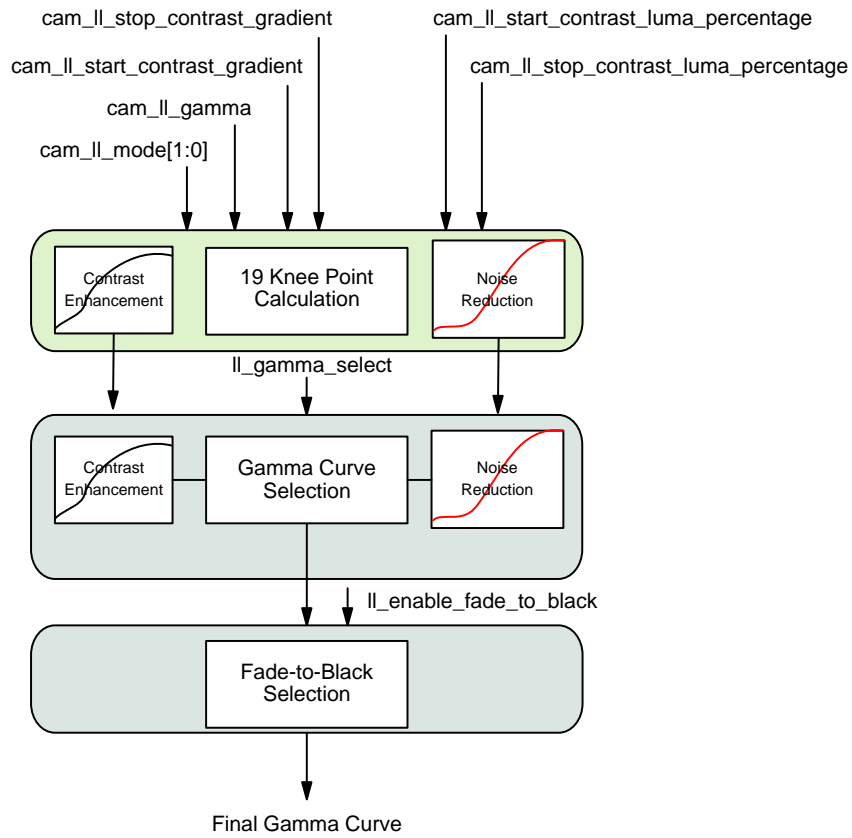 cam_ll_stop_contrast_gradient
cam_ll_start_contrast_luma_percentage
cam_ll_start_contrast_gradient
cam_ll_stop_contrast_luma_percentage
cam_ll_gamma
cam_ll_mode[1:0]
Contrast
Enhancement
19 Knee Point
Calculation
Noise
Reduction
ll_gamma_select
Contrast
Enhancement
Gamma Curve
Selection
Noise
Reduction
ll_enable_fade_to_black
Fade-to-Black
Selection
Final Gamma Curve